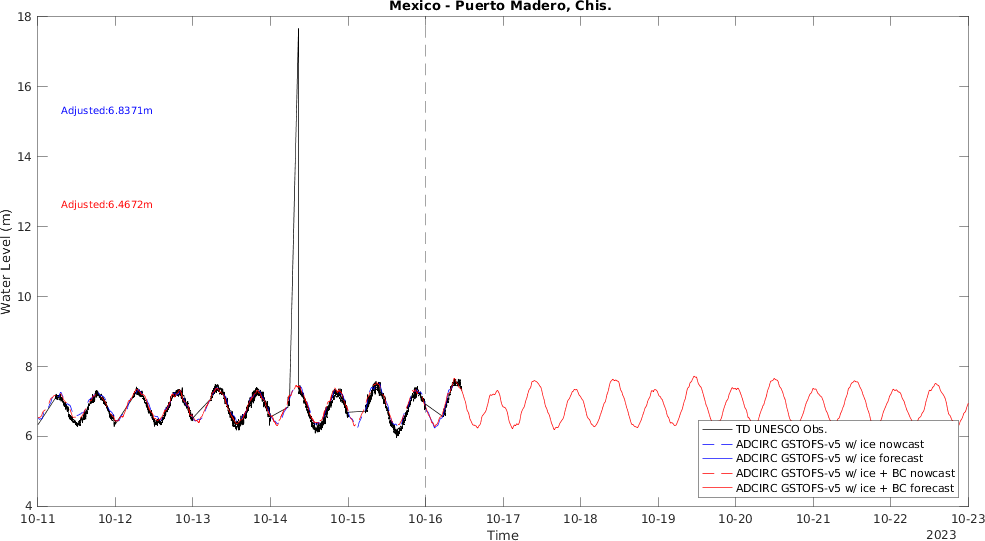 Mexico - Puerto Madero, Chis.
18
16
14
12
10
8
6
4
Water Level (m)
Adjusted:6.8371m
Adjusted:6.4672m
TD UNESCO Obs.
ADCIRC GSTOFS-v5 w/ ice nowcast
ADCIRC GSTOFS-v5 w/ ice forecast
ADCIRC GSTOFS-v5 w/ ice + BC nowcast
ADCIRC GSTOFS-v5 w/ ice + BC forecast
10-11 10-12 10-13 10-14 10-15 10-16 10-17 10-18 10-19 10-20 10-21 10-22 10-23
Time
2023